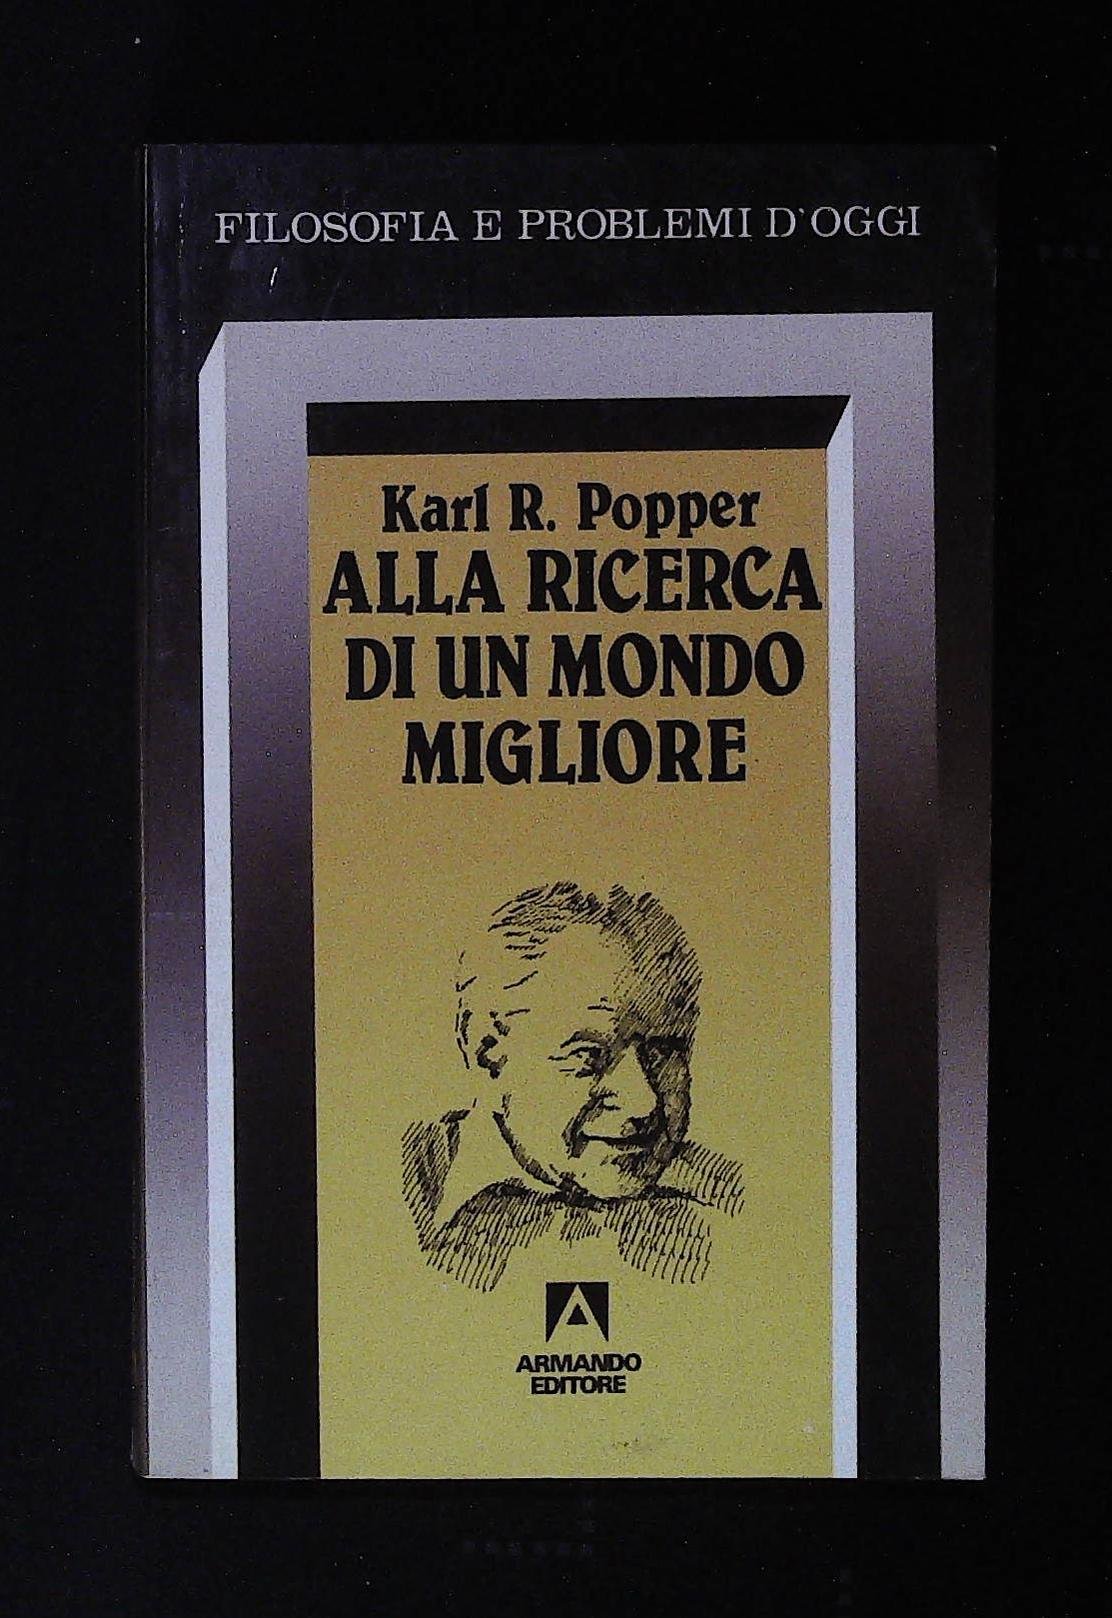 FILOSOFIA E PROBLEMI D'OGGI
Karl R. Popper
ALLA RICERCA
DI UN MONDO
MIGLIORE
ARMANDO
EDITORE